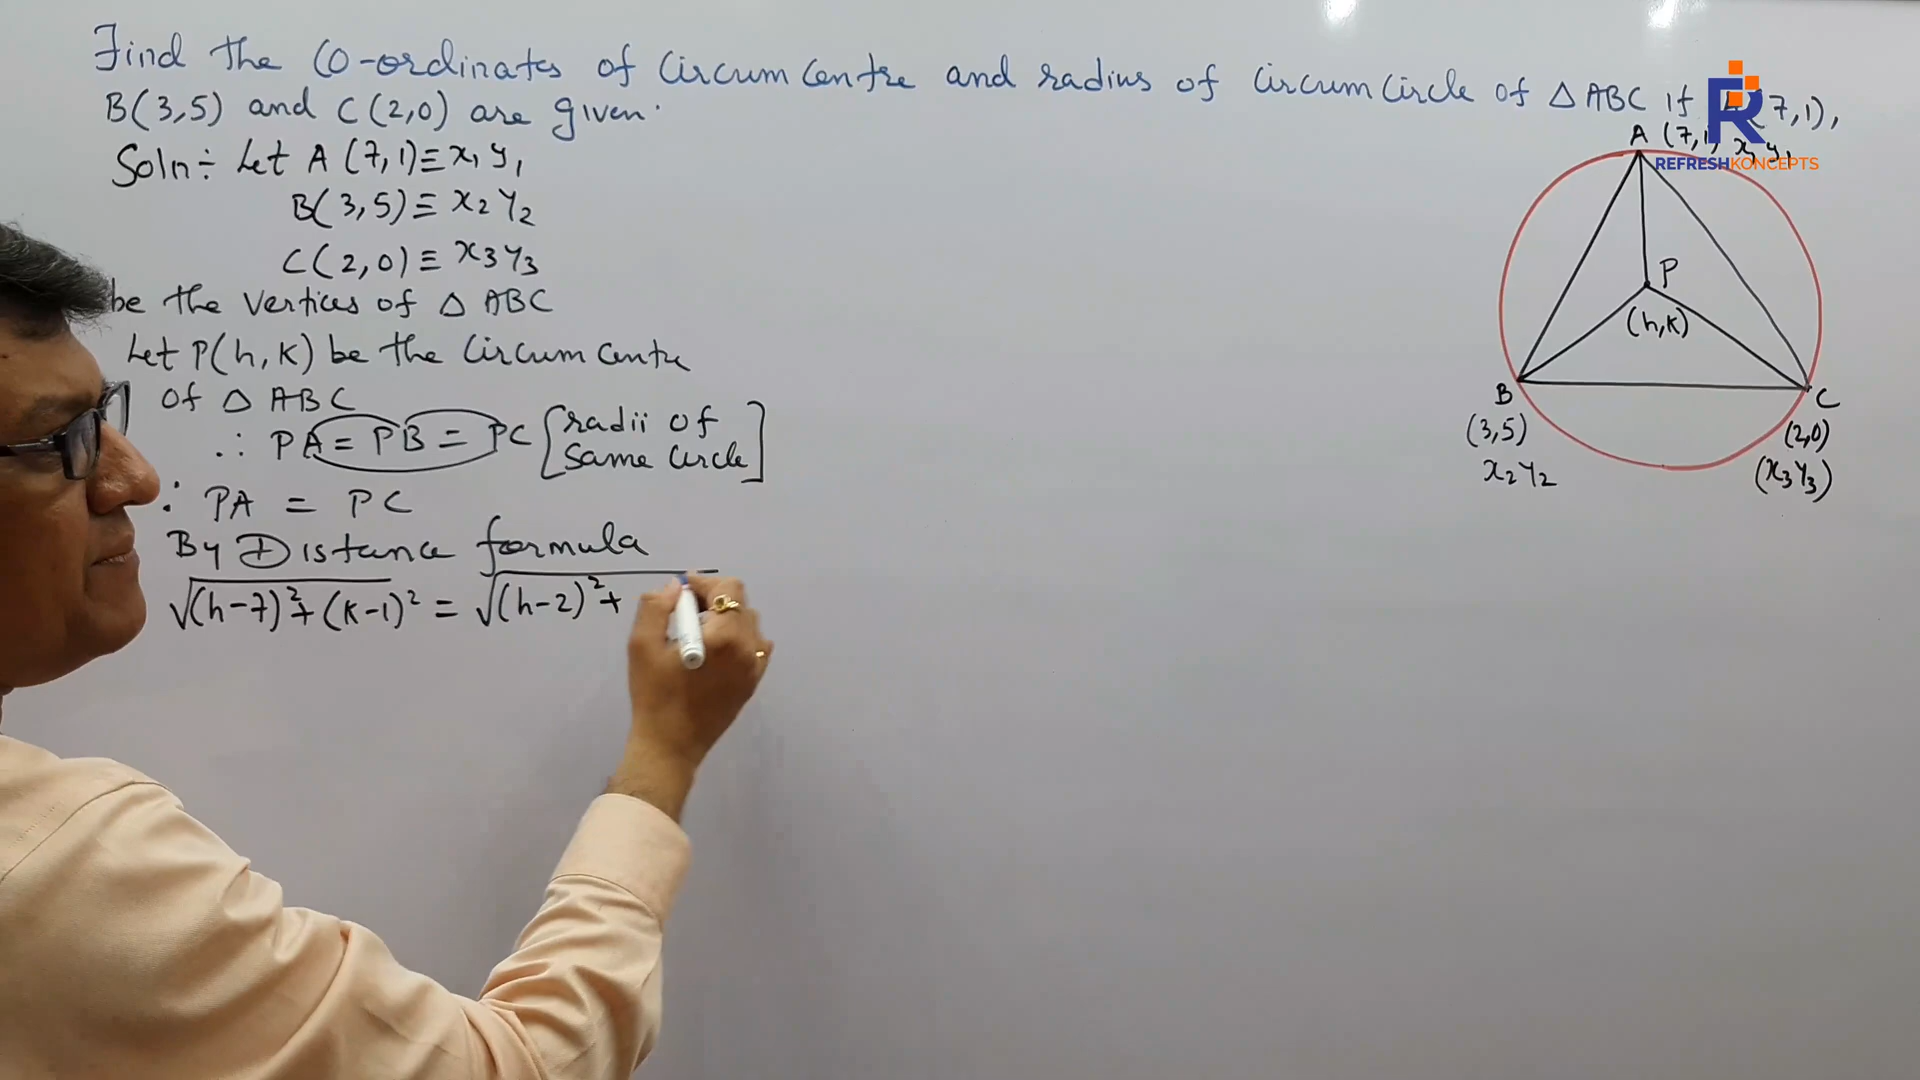 Find the Co-ordinates of Circum Centre and radius of Circum Circle of △ ABC if A(7,1),
B(3,5) and C(2,0) are given.
Soln ÷ Let A (7,1) ≡ x₁ y₁
B(3,5) ≡ x₂ y₂
C(2,0) ≡ x₃ y₃
be the vertices of △ ABC
Let P(h,k) be the Circum Centre
of △ ABC
∴ PA = PB = PC [radii of
Same Circle]
∴ PA = PC
By Distance formula
√(h-7)² + (k-1)² = √(h-2)² +
A (7,1) x₁ y₁
REFRESHKONCEPTS
P
(h,k)
B
(3,5)
x₂ y₂
C
(2,0)
(x₃ y₃)